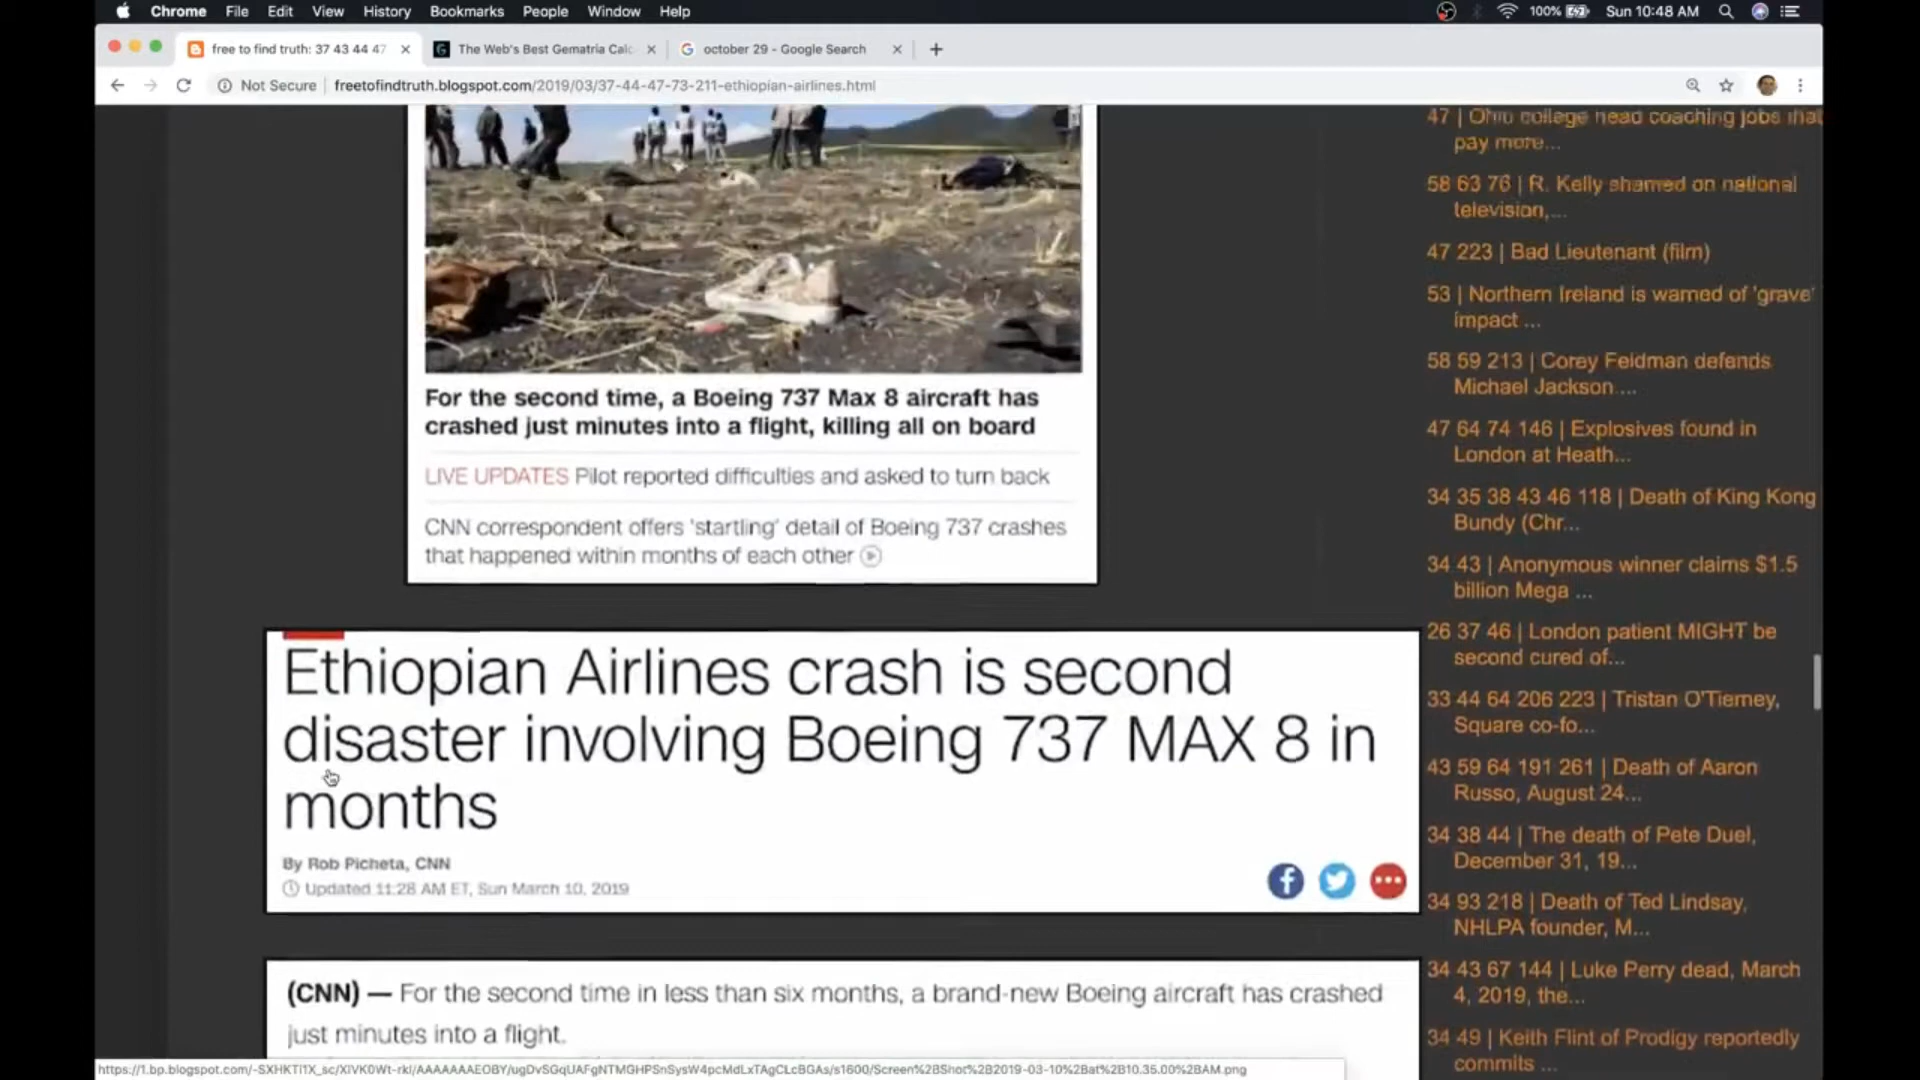 Chrome File Edit View History Bookmarks People Window Help 100% Sun 10:48 AM
free to find truth: 37 43 44 47 The Web's Best Gematria Calc october 29 - Google Search
Not Secure | freetofindtruth.blogspot.com/2019/03/37-44-47-73-211-ethiopian-airlines.html
For the second time, a Boeing 737 Max 8 aircraft has
crashed just minutes into a flight, killing all on board
LIVE UPDATES Pilot reported difficulties and asked to turn back
CNN correspondent offers 'startling' detail of Boeing 737 crashes
that happened within months of each other
Ethiopian Airlines crash is second
disaster involving Boeing 737 MAX 8 in
months
By Rob Picheta, CNN
Updated 11:28 AM ET, Sun March 10, 2019
(CNN) — For the second time in less than six months, a brand-new Boeing aircraft has crashed
just minutes into a flight.
47 | Ohio college head coaching jobs that
pay more...
58 63 76 | R. Kelly shamed on national
television,...
47 223 | Bad Lieutenant (film)
53 | Northern Ireland is warned of 'grave'
impact ...
58 59 213 | Corey Feldman defends
Michael Jackson ...
47 64 74 146 | Explosives found in
London at Heath...
34 35 38 43 46 118 | Death of King Kong
Bundy (Chr...
34 43 | Anonymous winner claims $1.5
billion Mega ...
26 37 46 | London patient MIGHT be
second cured of...
33 44 64 206 223 | Tristan O'Tierney,
Square co-fo...
43 59 64 191 261 | Death of Aaron
Russo, August 24...
34 38 44 | The death of Pete Duel,
December 31, 19...
34 93 218 | Death of Ted Lindsay,
NHLPA founder, M...
34 43 67 144 | Luke Perry dead, March
4, 2019, the...
34 49 | Keith Flint of Prodigy reportedly
commits ...